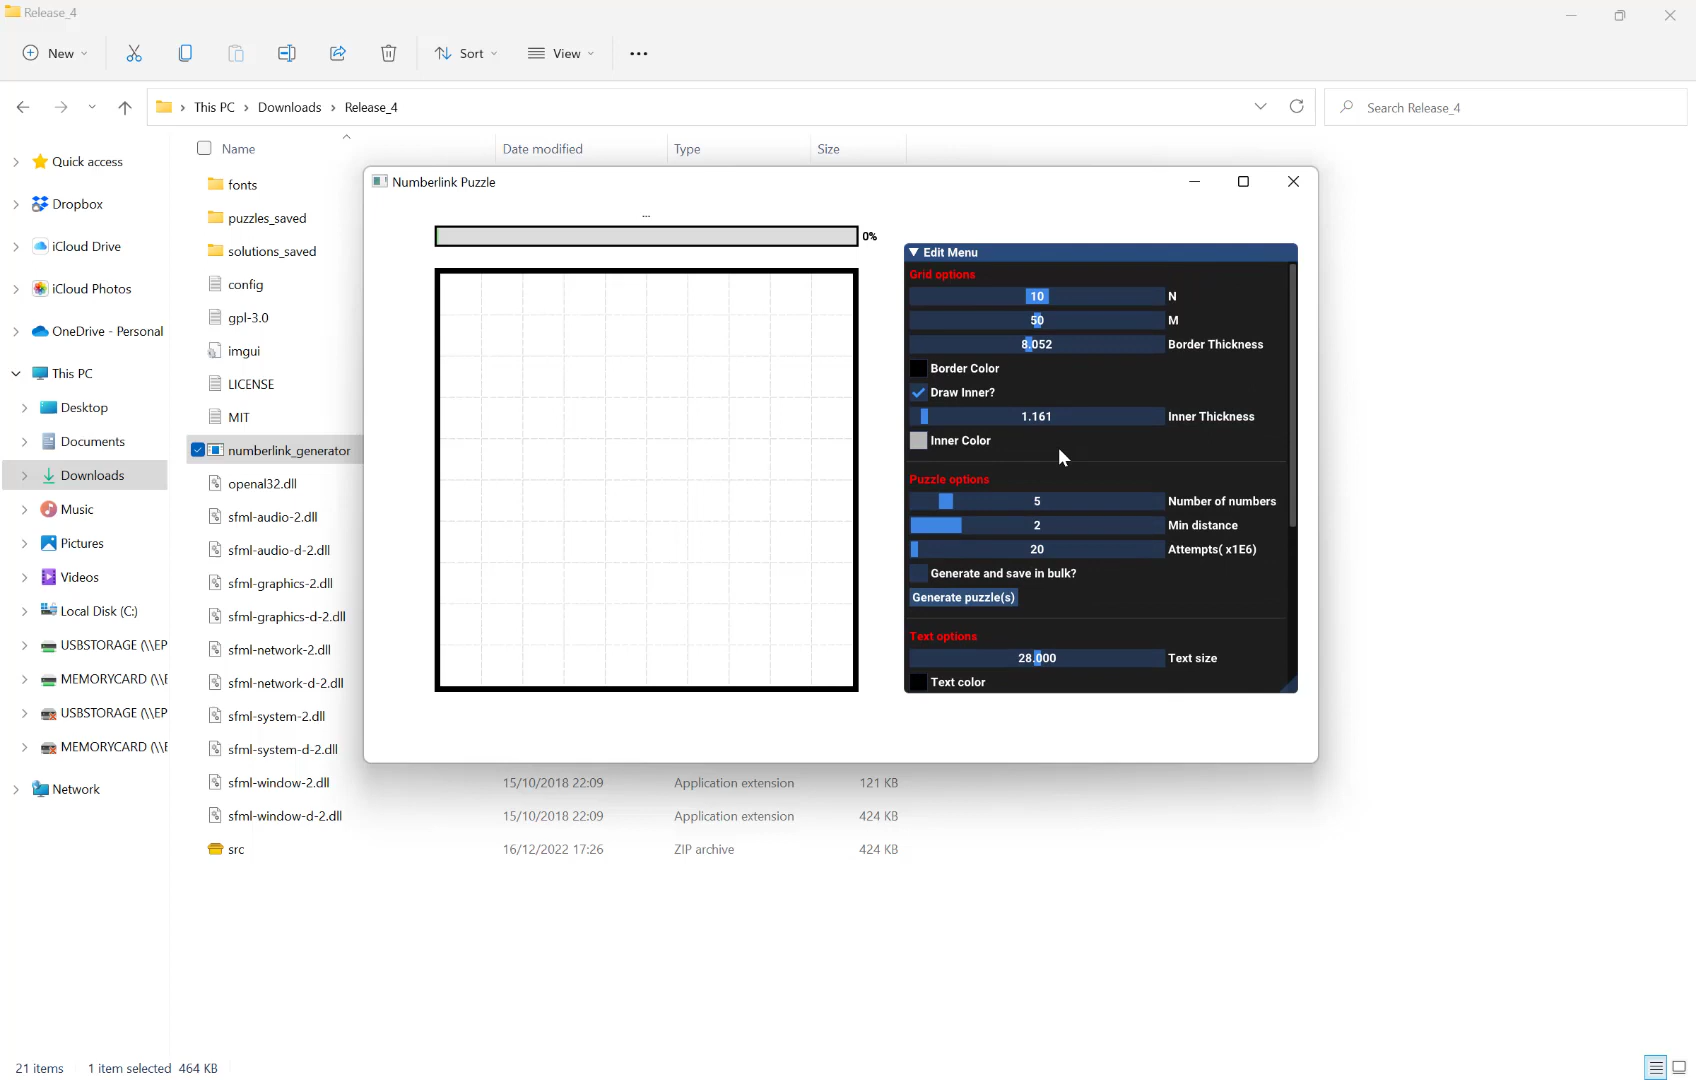 Release_4
New
Sort
View
This PC
Downloads
Release_4
Search Release_4
Name
Date modified
Type
Size
Quick access
Dropbox
iCloud Drive
iCloud Photos
OneDrive - Personal
This PC
Desktop
Documents
Downloads
Music
Pictures
Videos
Local Disk (C:)
USBSTORAGE (\\EP
MEMORYCARD (\\E
USBSTORAGE (\\EP
MEMORYCARD (\\E
Network
fonts
puzzles_saved
solutions_saved
config
gpl-3.0
imgui
LICENSE
MIT
numberlink_generator
openal32.dll
sfml-audio-2.dll
sfml-audio-d-2.dll
sfml-graphics-2.dll
sfml-graphics-d-2.dll
sfml-network-2.dll
sfml-network-d-2.dll
sfml-system-2.dll
sfml-system-d-2.dll
sfml-window-2.dll 15/10/2018 22:09 Application extension 121 KB
sfml-window-d-2.dll 15/10/2018 22:09 Application extension 424 KB
src 16/12/2022 17:26 ZIP archive 424 KB
Numberlink Puzzle
...
0%
Edit Menu
Grid options
10 N
50 M
8.052 Border Thickness
Border Color
Draw Inner?
1.161 Inner Thickness
Inner Color
Puzzle options
5 Number of numbers
2 Min distance
20 Attempts( x1E6)
Generate and save in bulk?
Generate puzzle(s)
Text options
28.000 Text size
Text color
21 items
1 item selected 464 KB